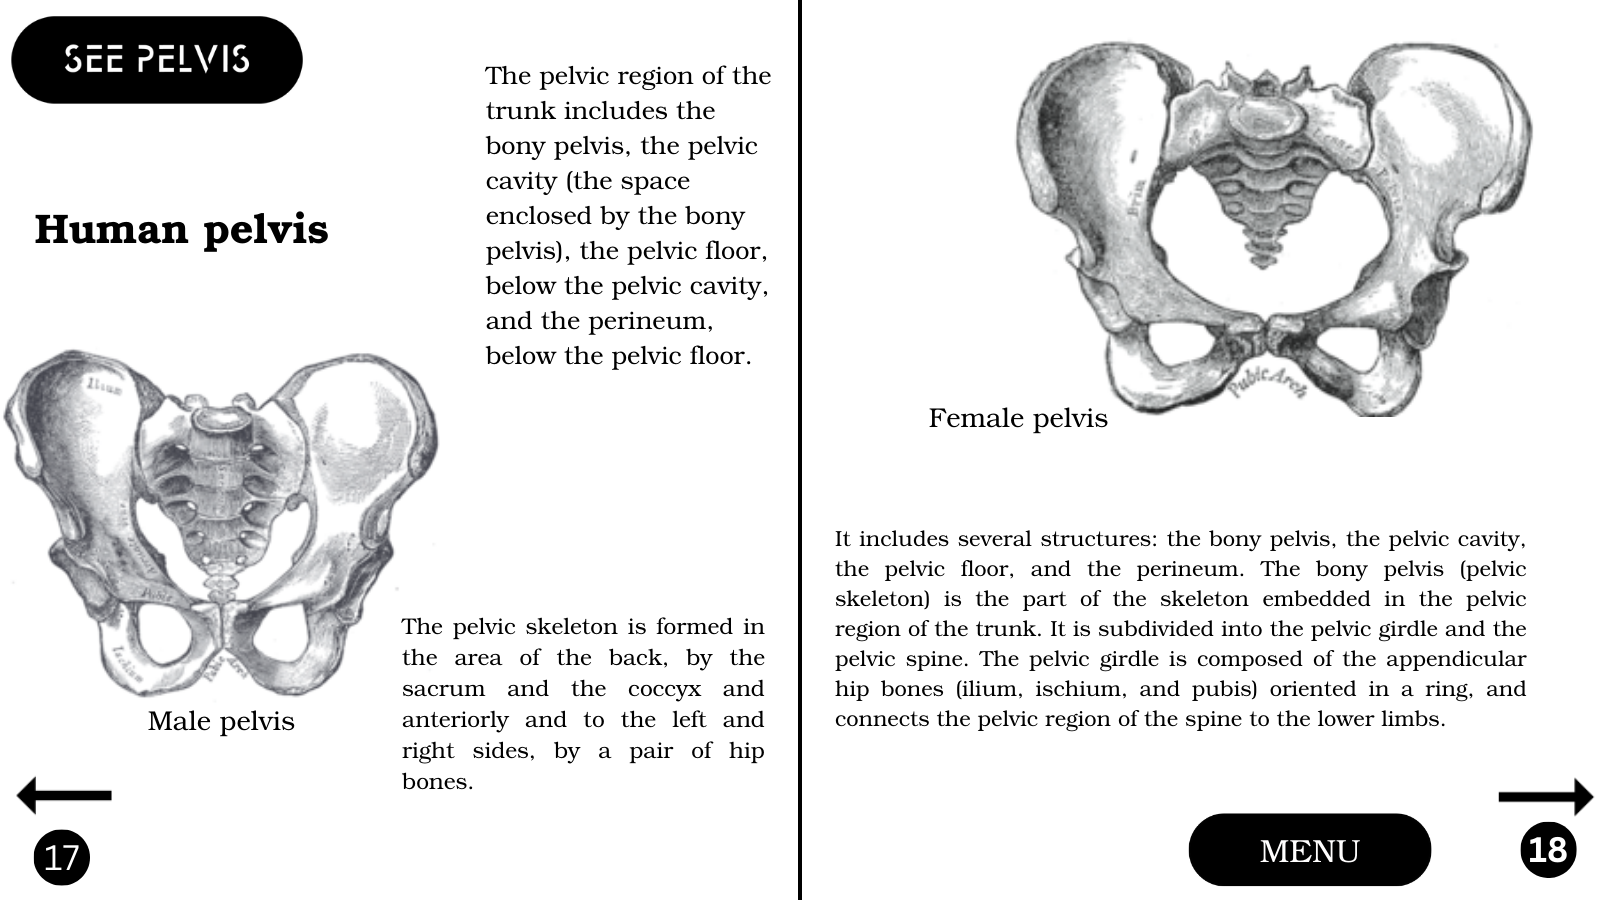 SEE PELVIS
Human pelvis
The pelvic region of the
trunk includes the
bony pelvis, the pelvic
cavity (the space
enclosed by the bony
pelvis), the pelvic floor,
below the pelvic cavity,
and the perineum,
below the pelvic floor.
Ilium
Pubis
Ischium
Pubic Arch
Male pelvis
The pelvic skeleton is formed in
the area of the back, by the
sacrum and the coccyx and
anteriorly and to the left and
right sides, by a pair of hip
bones.
17
Brim
Pubic Arch
Female pelvis
It includes several structures: the bony pelvis, the pelvic cavity,
the pelvic floor, and the perineum. The bony pelvis (pelvic
skeleton) is the part of the skeleton embedded in the pelvic
region of the trunk. It is subdivided into the pelvic girdle and the
pelvic spine. The pelvic girdle is composed of the appendicular
hip bones (ilium, ischium, and pubis) oriented in a ring, and
connects the pelvic region of the spine to the lower limbs.
MENU
18